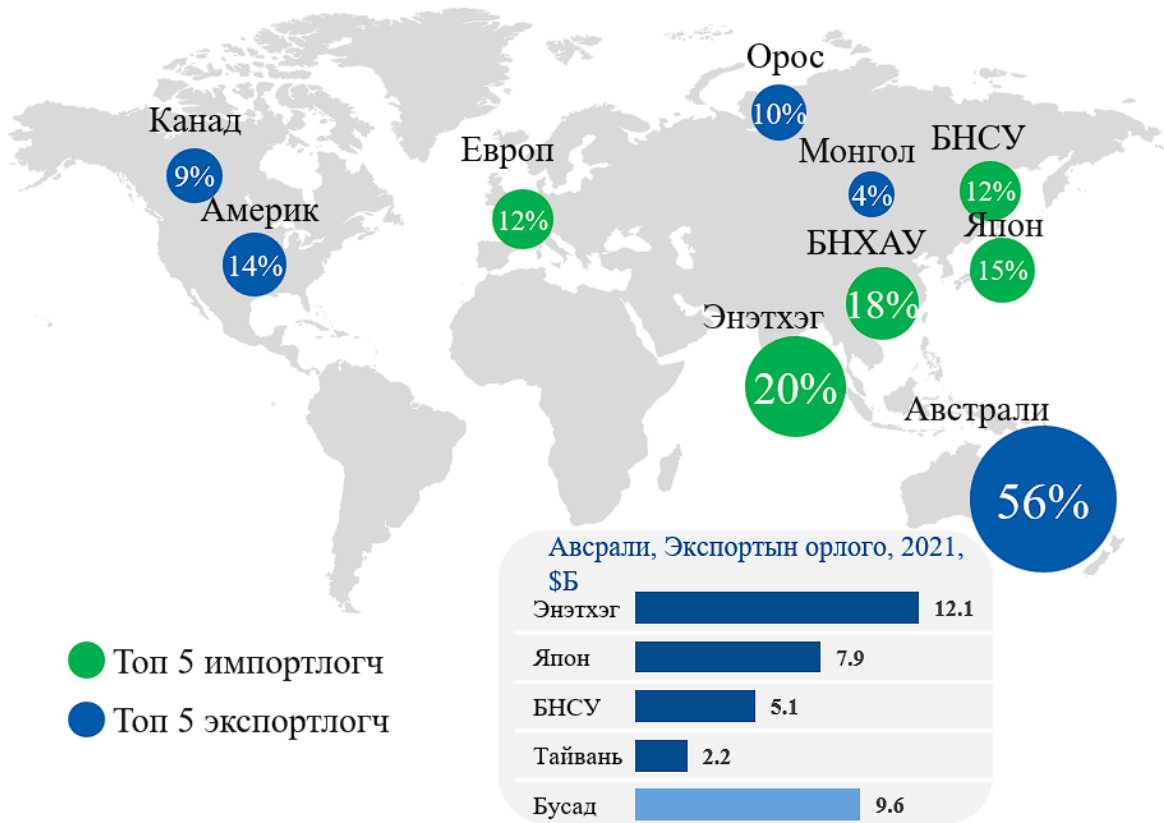 Орос
10%
Канад
9%
Европ
12%
Монгол
4%
БНСУ
12%
Америк
14%
БНХАУ
18%
Япон
15%
Энэтхэг
20%
Австрали
56%
Авсрали, Экспортын орлого, 2021,
$Б
Энэтхэг 12.1
Япон 7.9
БНСУ 5.1
Тайвань 2.2
Бусад 9.6
Топ 5 импортлогч
Топ 5 экспортлогч